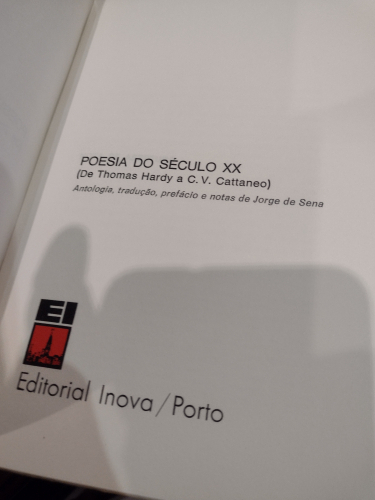 POESIA DO SÉCULO XX
(De Thomas Hardy a C. V. Cattaneo)
Antologia, tradução, prefácio e notas de Jorge de Sena
EI
Editorial Inova / Porto